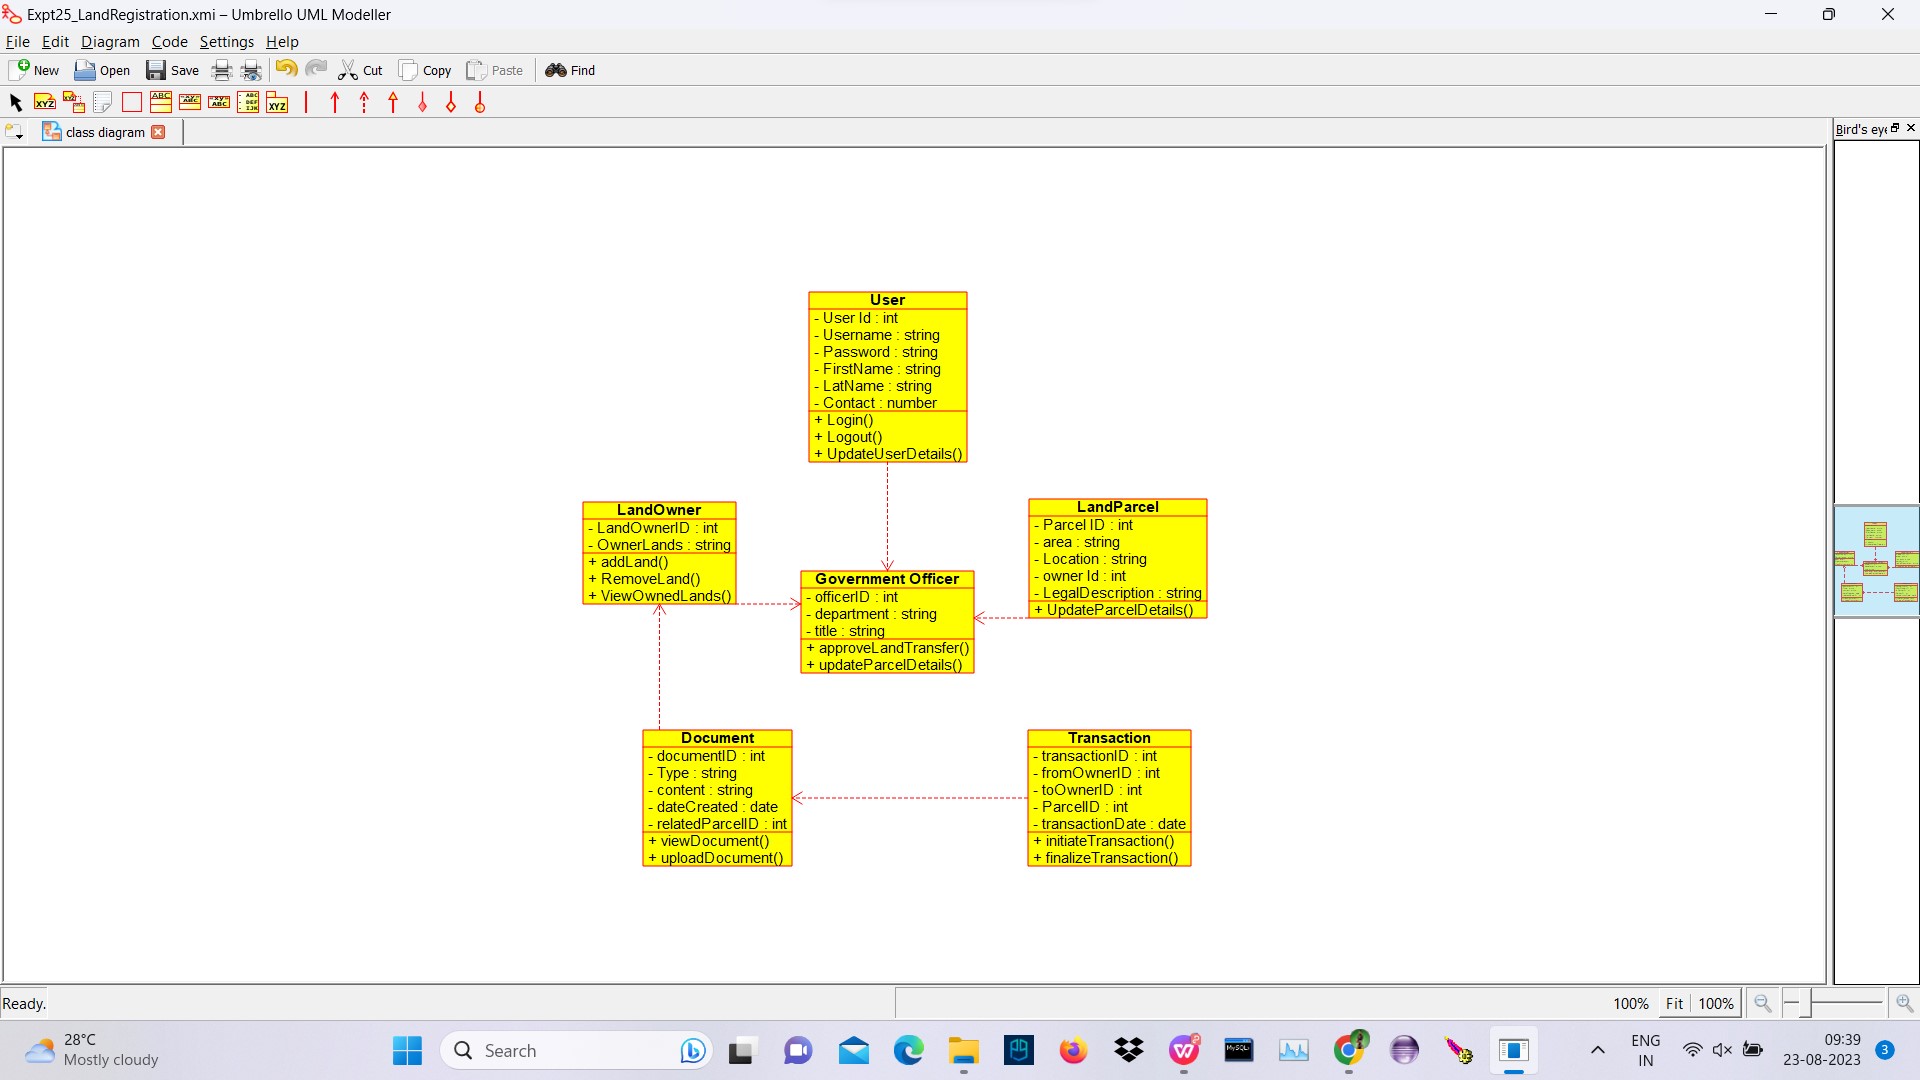 Expt25_LandRegistration.xmi – Umbrello UML Modeller
File Edit Diagram Code Settings Help
New Open Save Cut Copy Paste Find
class diagram
Bird's eye
User
- User Id : int
- Username : string
- Password : string
- FirstName : string
- LatName : string
- Contact : number
+ Login()
+ Logout()
+ UpdateUserDetails()
LandOwner
- LandOwnerID : int
- OwnerLands : string
+ addLand()
+ RemoveLand()
+ ViewOwnedLands()
LandParcel
- Parcel ID : int
- area : string
- Location : string
- owner Id : int
- LegalDescription : string
+ UpdateParcelDetails()
Government Officer
- officerID : int
- department : string
- title : string
+ approveLandTransfer()
+ updateParcelDetails()
Document
- documentID : int
- Type : string
- content : string
- dateCreated : date
- relatedParcelID : int
+ viewDocument()
+ uploadDocument()
Transaction
- transactionID : int
- fromOwnerID : int
- toOwnerID : int
- ParcelID : int
- transactionDate : date
+ initiateTransaction()
+ finalizeTransaction()
Ready.
100% Fit 100%
28°C
Mostly cloudy
Search
ENG
IN
09:39
23-08-2023
3